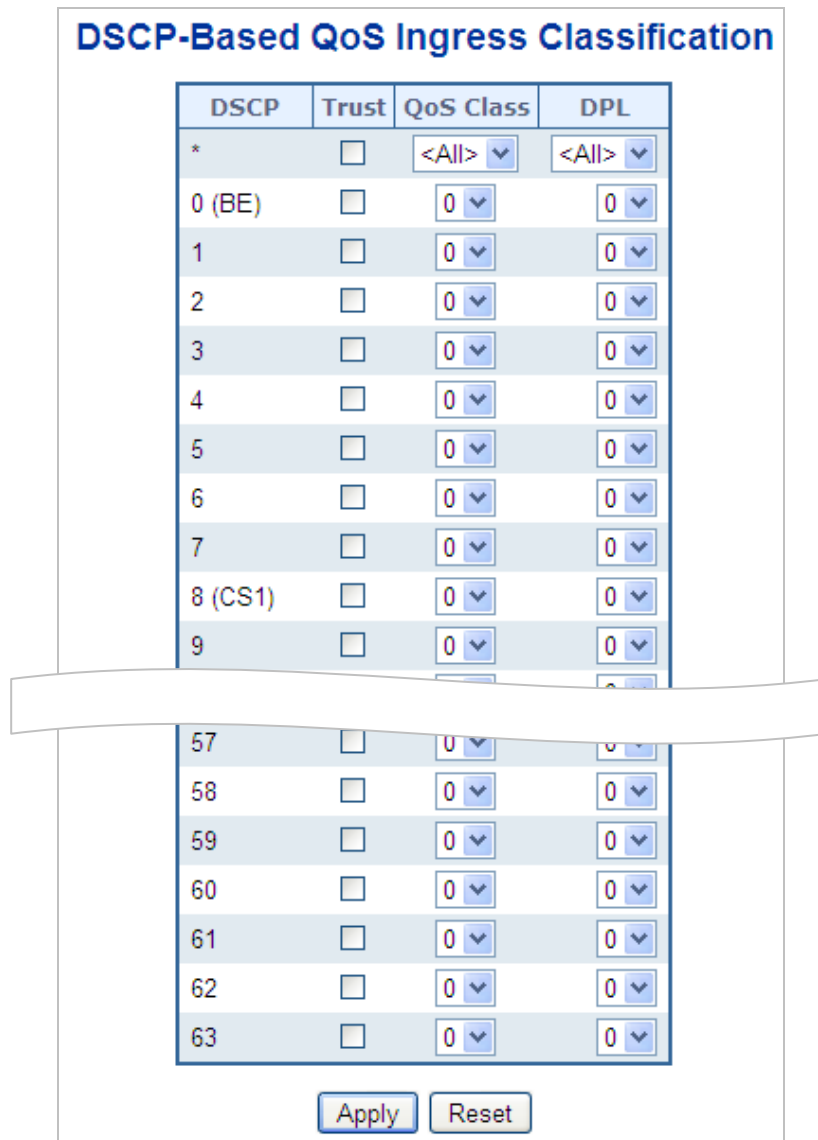 DSCP-Based QoS Ingress Classification
DSCP Trust QoS Class DPL
* <All> <All>
0 (BE) 0 0
1 0 0
2 0 0
3 0 0
4 0 0
5 0 0
6 0 0
7 0 0
8 (CS1) 0 0
9 0 0
57 0 0
58 0 0
59 0 0
60 0 0
61 0 0
62 0 0
63 0 0
Apply Reset